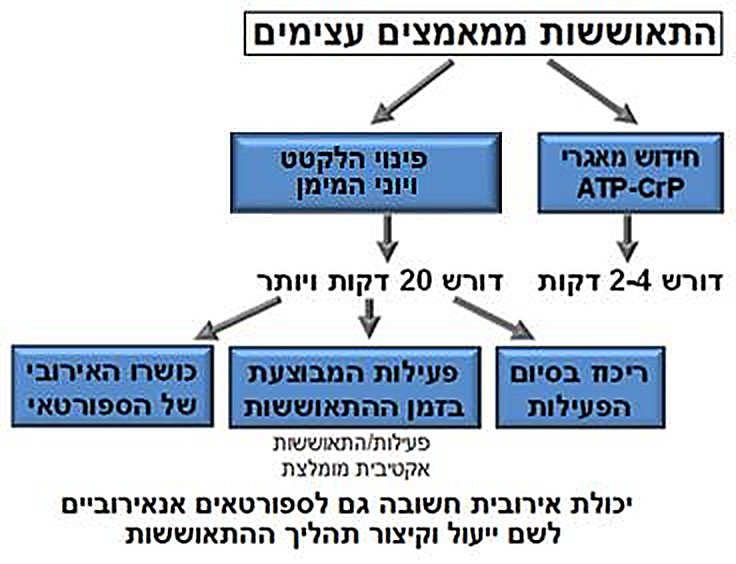 התאוששות ממאמצים עצימים
חידוש מאגרי
ATP-CrP
פינוי הלקטט
ויוני המימן
דורש 2-4 דקות
דורש 20 דקות ויותר
ריכוז בסיום
הפעילות
פעילות המבוצעת
בזמן ההתאוששות
כושרו האירובי
של הספורטאי
פעילות/התאוששות
אקטיבית מומלצת
יכולת אירובית חשובה גם לספורטאים אנאירוביים
לשם ייעול וקיצור תהליך ההתאוששות